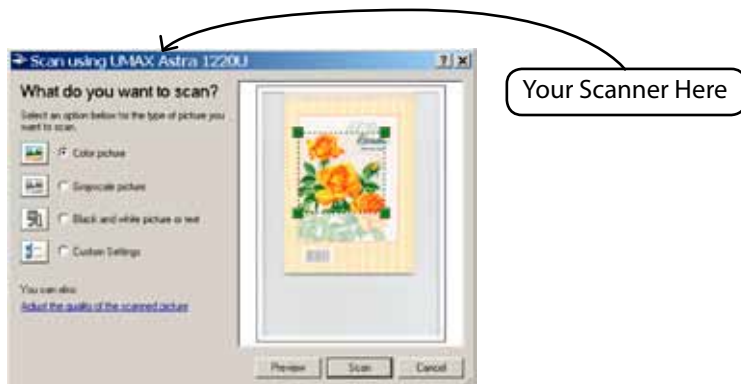 Scan using UMAX Astra 1220U
Your Scanner Here
What do you want to scan?
Select an option below for the type of picture you
want to scan.
Color picture
Grayscale picture
Black and white picture or text
Custom Settings
You can also:
Adjust the quality of the scanned picture
Preview
Scan
Cancel